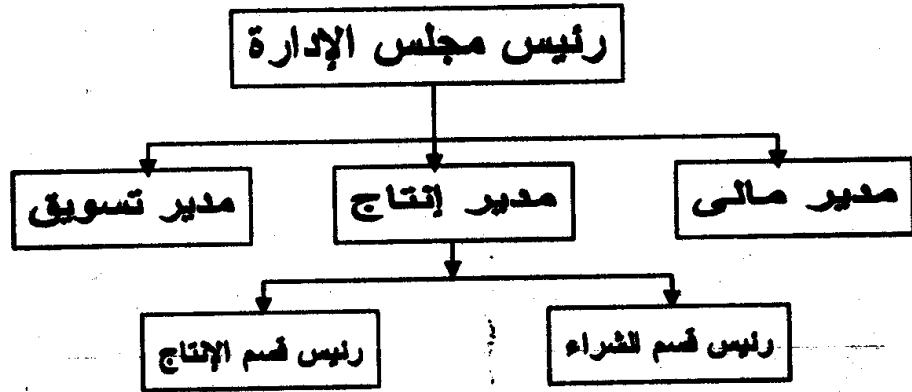 رئيس مجلس الإدارة
مدير مالى
مدير إنتاج
مدير تسويق
رئيس قسم الشراء
رئيس قسم الإنتاج